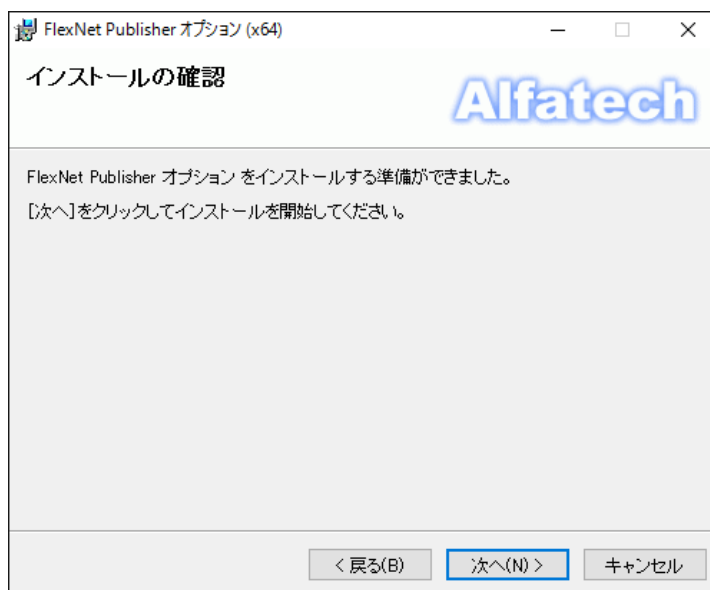 FlexNet Publisher オプション (x64)
インストールの確認
Alfatech
FlexNet Publisher オプション をインストールする準備ができました。
[次へ]をクリックしてインストールを開始してください。
< 戻る(B)
次へ(N) >
キャンセル